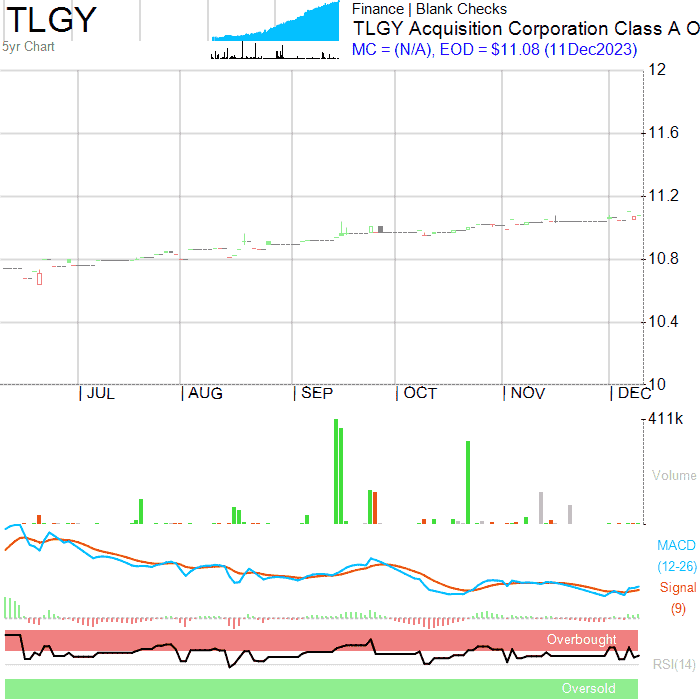 TLGY
5yr Chart
Finance | Blank Checks
TLGY Acquisition Corporation Class A O
MC = (N/A), EOD = $11.08 (11Dec2023)
12
11.6
11.2
10.8
10.4
10
| JUL | AUG | SEP | OCT | NOV | DEC
411k
Volume
MACD
(12-26)
Signal
(9)
Overbought
RSI(14)
Oversold